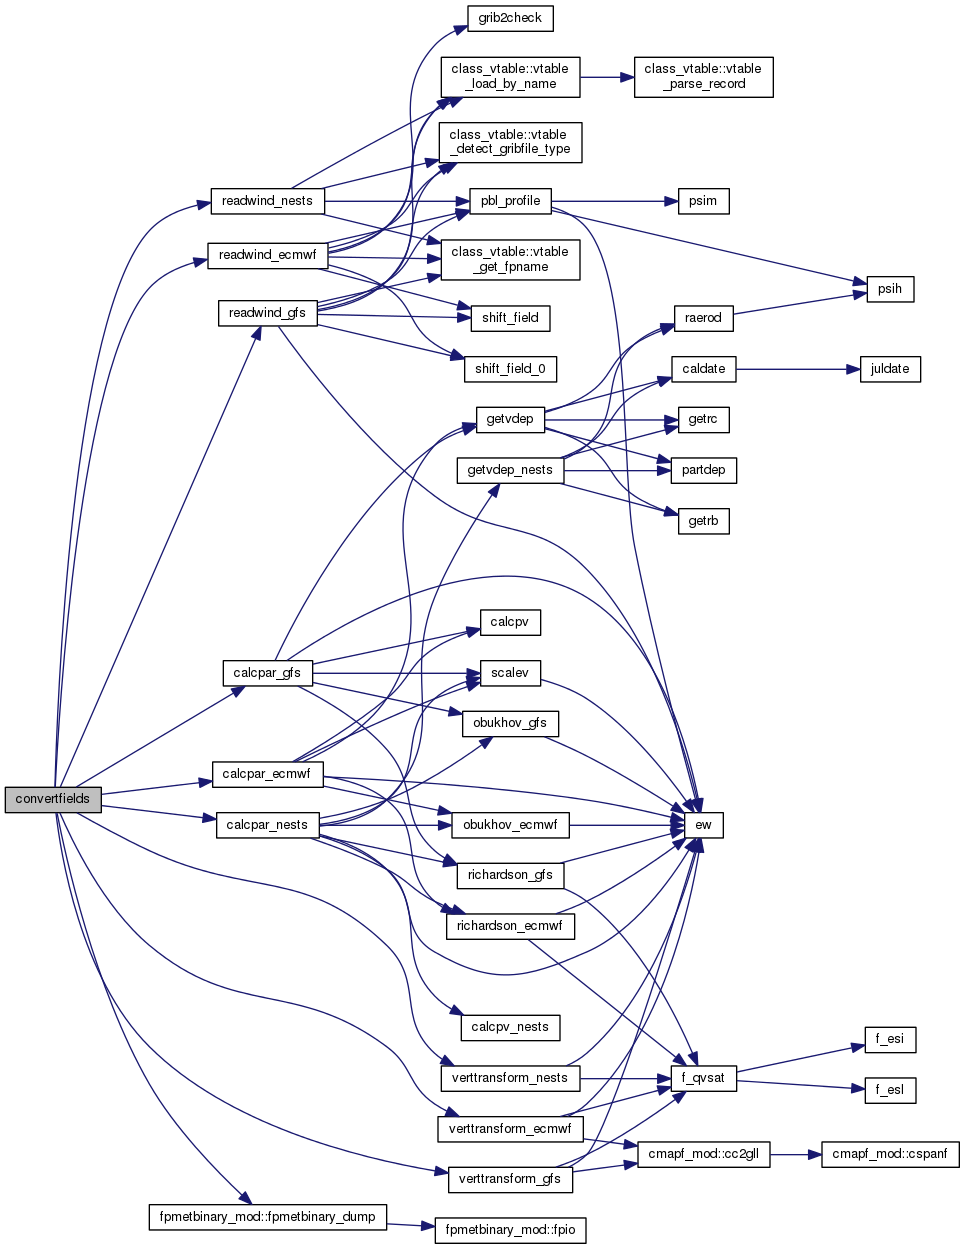 grib2check
class_vtable::vtable
_load_by_name
class_vtable::vtable
_parse_record
class_vtable::vtable
_detect_gribfile_type
readwind_nests
pbl_profile
psim
readwind_ecmwf
class_vtable::vtable
_get_fpname
psih
readwind_gfs
shift_field
raerod
shift_field_0
caldate
juldate
getvdep
getrc
getvdep_nests
partdep
getrb
calcpv
calcpar_gfs
scalev
obukhov_gfs
calcpar_ecmwf
convertfields
calcpar_nests
obukhov_ecmwf
ew
richardson_gfs
richardson_ecmwf
calcpv_nests
f_esi
verttransform_nests
f_qvsat
f_esl
verttransform_ecmwf
cmapf_mod::cc2gll
cmapf_mod::cspanf
verttransform_gfs
fpmetbinary_mod::fpmetbinary_dump
fpmetbinary_mod::fpio